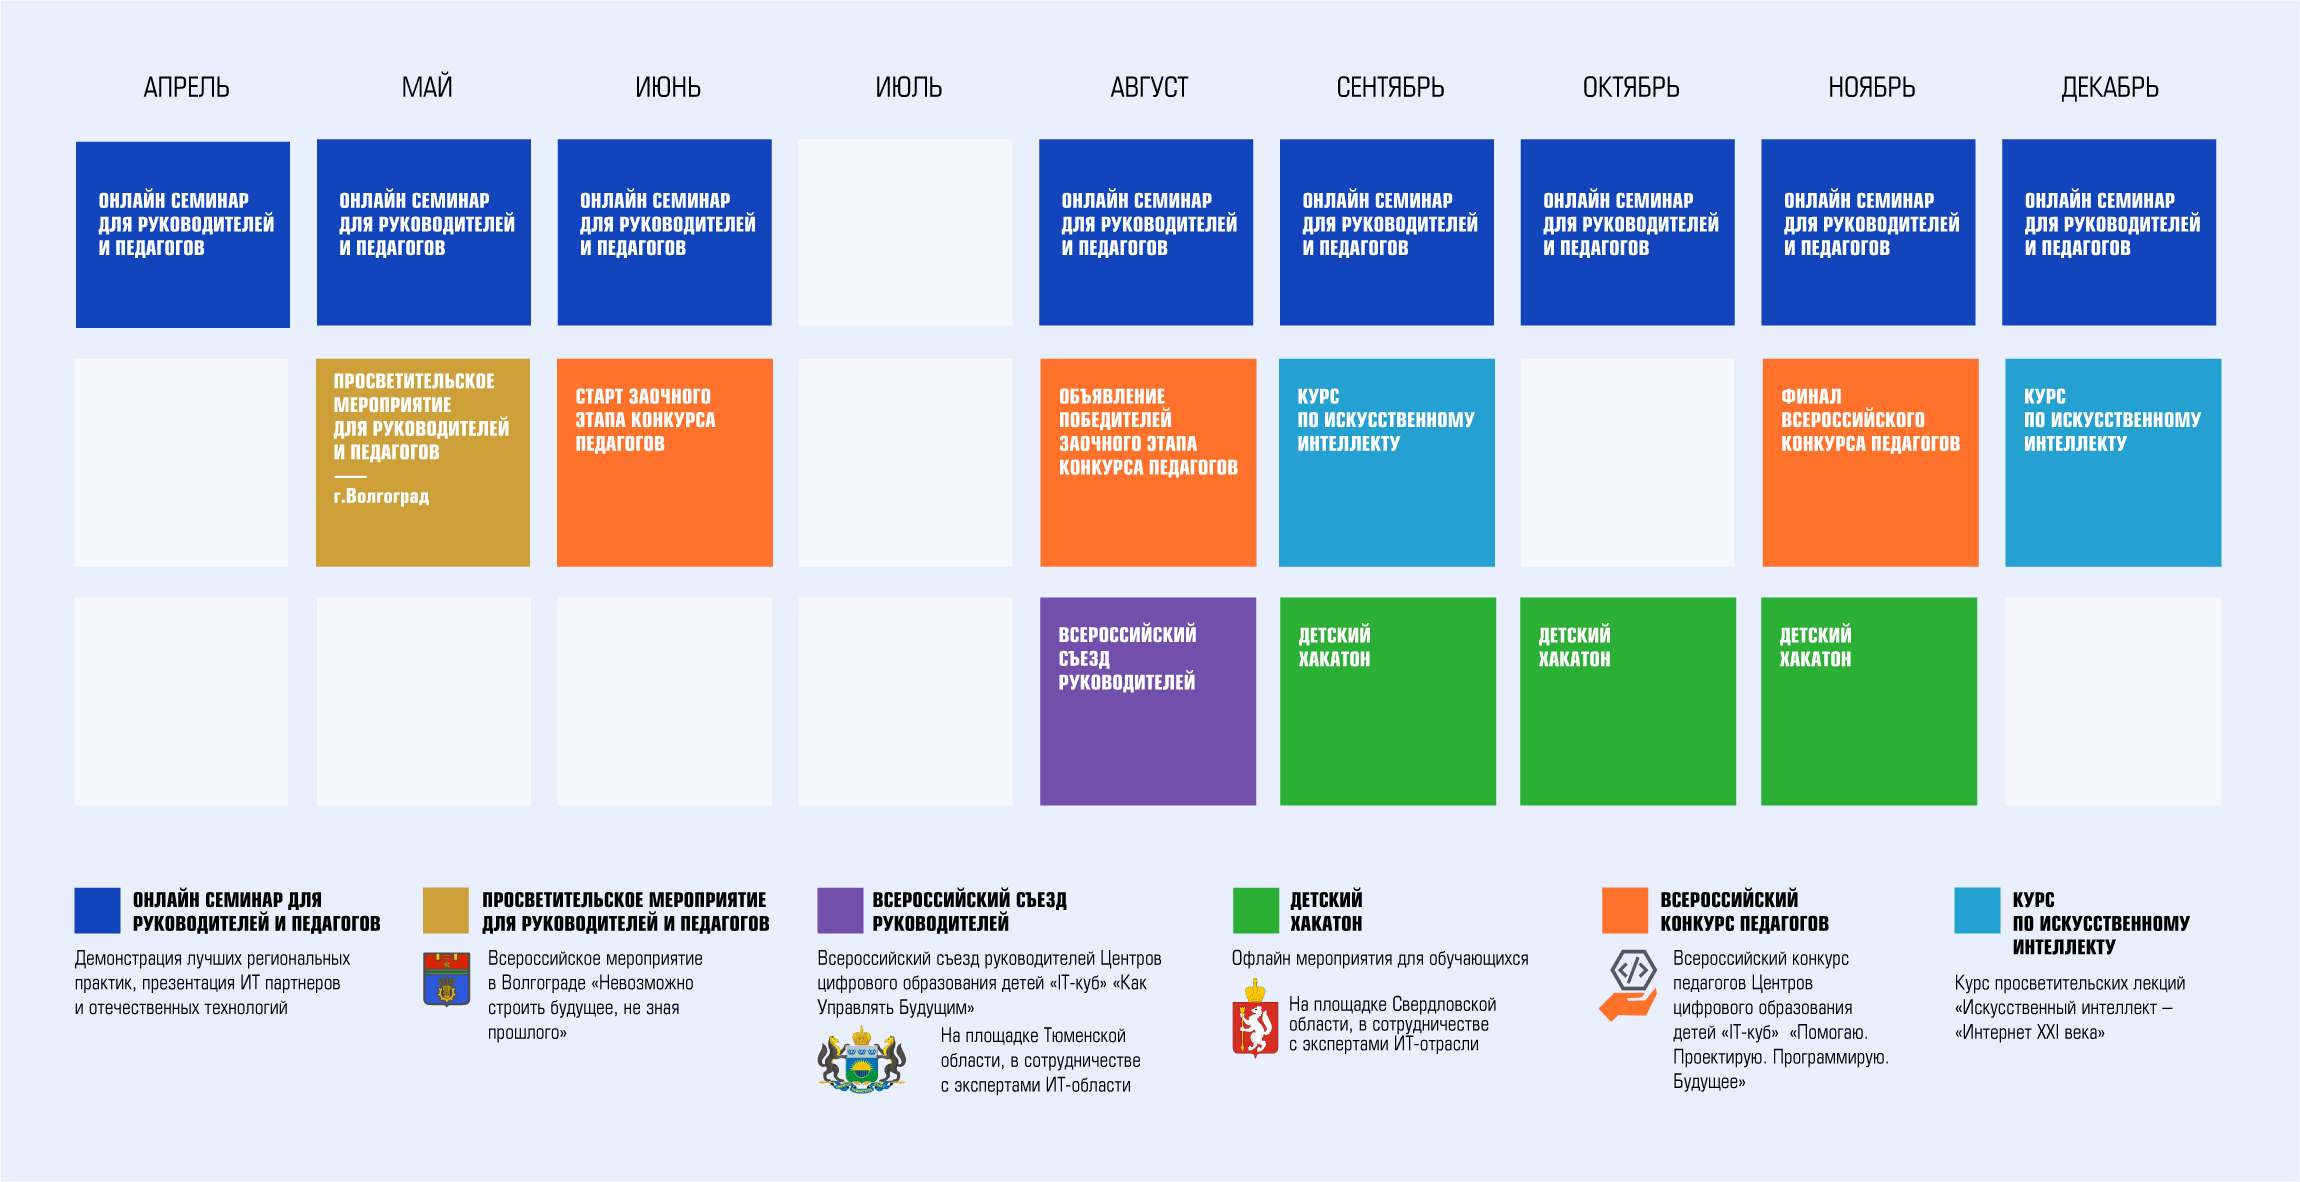 АПРЕЛЬ
МАЙ
ИЮНЬ
ИЮЛЬ
АВГУСТ
СЕНТЯБРЬ
ОКТЯБРЬ
НОЯБРЬ
ДЕКАБРЬ
ОНЛАЙН СЕМИНАР
ДЛЯ РУКОВОДИТЕЛЕЙ
И ПЕДАГОГОВ
ОНЛАЙН СЕМИНАР
ДЛЯ РУКОВОДИТЕЛЕЙ
И ПЕДАГОГОВ
ОНЛАЙН СЕМИНАР
ДЛЯ РУКОВОДИТЕЛЕЙ
И ПЕДАГОГОВ
ОНЛАЙН СЕМИНАР
ДЛЯ РУКОВОДИТЕЛЕЙ
И ПЕДАГОГОВ
ОНЛАЙН СЕМИНАР
ДЛЯ РУКОВОДИТЕЛЕЙ
И ПЕДАГОГОВ
ОНЛАЙН СЕМИНАР
ДЛЯ РУКОВОДИТЕЛЕЙ
И ПЕДАГОГОВ
ОНЛАЙН СЕМИНАР
ДЛЯ РУКОВОДИТЕЛЕЙ
И ПЕДАГОГОВ
ОНЛАЙН СЕМИНАР
ДЛЯ РУКОВОДИТЕЛЕЙ
И ПЕДАГОГОВ
ПРОСВЕТИТЕЛЬСКОЕ
МЕРОПРИЯТИЕ
ДЛЯ РУКОВОДИТЕЛЕЙ
И ПЕДАГОГОВ
г.Волгоград
СТАРТ ЗАОЧНОГО
ЭТАПА КОНКУРСА
ПЕДАГОГОВ
ОБЪЯВЛЕНИЕ
ПОБЕДИТЕЛЕЙ
ЗАОЧНОГО ЭТАПА
КОНКУРСА ПЕДАГОГОВ
КУРС
ПО ИСКУССТВЕННОМУ
ИНТЕЛЛЕКТУ
ФИНАЛ
ВСЕРОССИЙСКОГО
КОНКУРСА ПЕДАГОГОВ
КУРС
ПО ИСКУССТВЕННОМУ
ИНТЕЛЛЕКТУ
ВСЕРОССИЙСКИЙ
СЪЕЗД
РУКОВОДИТЕЛЕЙ
ДЕТСКИЙ
ХАКАТОН
ДЕТСКИЙ
ХАКАТОН
ДЕТСКИЙ
ХАКАТОН
ОНЛАЙН СЕМИНАР ДЛЯ
РУКОВОДИТЕЛЕЙ И ПЕДАГОГОВ
Демонстрация лучших региональных
практик, презентация ИТ партнеров
и отечественных технологий
ПРОСВЕТИТЕЛЬСКОЕ МЕРОПРИЯТИЕ
ДЛЯ РУКОВОДИТЕЛЕЙ И ПЕДАГОГОВ
Всероссийское мероприятие
в Волгограде «Невозможно
строить будущее, не зная
прошлого»
ВСЕРОССИЙСКИЙ СЪЕЗД
РУКОВОДИТЕЛЕЙ
Всероссийский съезд руководителей Центров
цифрового образования детей «IT-куб» «Как
Управлять Будущим»
На площадке Тюменской
области, в сотрудничестве
с экспертами ИТ-области
ДЕТСКИЙ
ХАКАТОН
Офлайн мероприятия для обучающихся
На площадке Свердловской
области, в сотрудничестве
с экспертами ИТ-отрасли
ВСЕРОССИЙСКИЙ
КОНКУРС ПЕДАГОГОВ
Всероссийский конкурс
педагогов Центров
цифрового образования
детей «IT-куб» «Помогаю.
Проектирую. Программирую.
Будущее»
КУРС
ПО ИСКУССТВЕННОМУ
ИНТЕЛЛЕКТУ
Курс просветительских лекций
«Искусственный интеллект –
«Интернет XXI века»